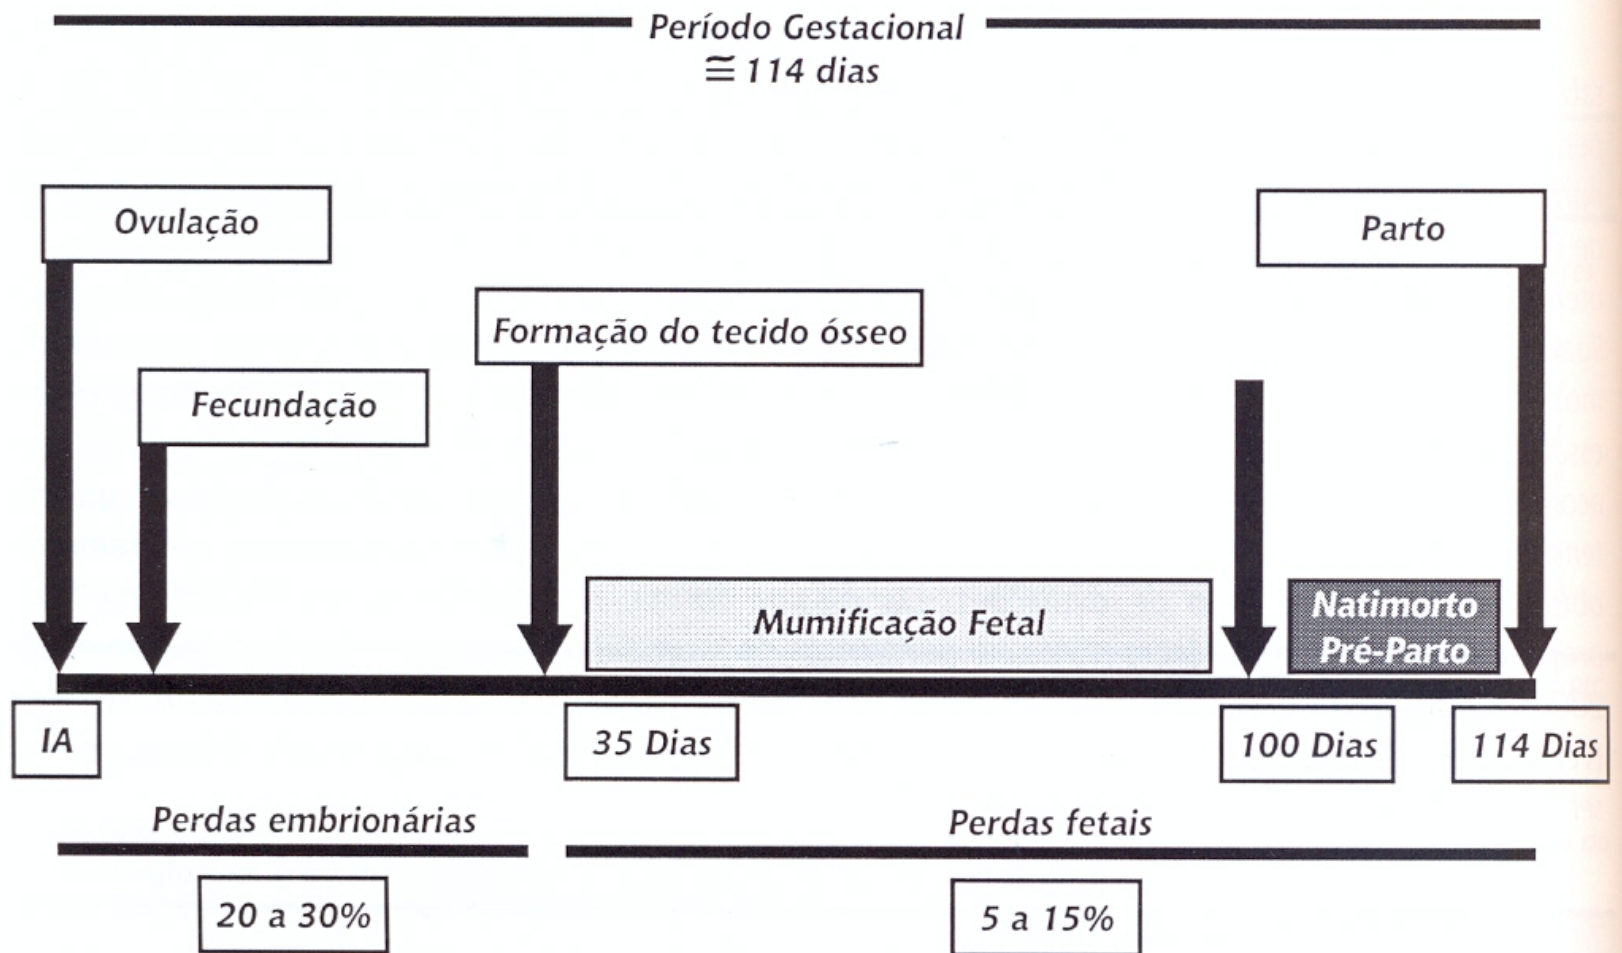 Período Gestacional
≅ 114 dias
Ovulação
Parto
Formação do tecido ósseo
Fecundação
Mumificação Fetal
Natimorto
Pré-Parto
IA
35 Dias
100 Dias
114 Dias
Perdas embrionárias
Perdas fetais
20 a 30%
5 a 15%